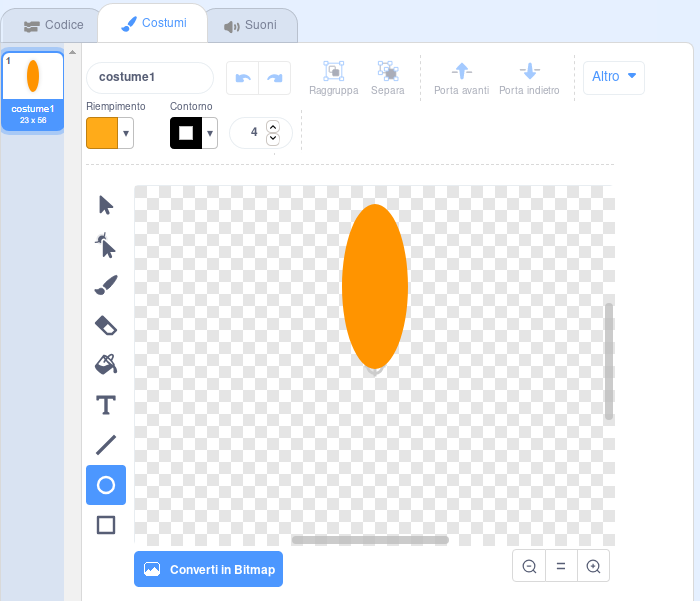 Codice
Costumi
Suoni
1
costume1
23 x 56
costume1
Raggruppa
Separa
Porta avanti
Porta indietro
Altro
Riempimento
Contorno
4
T
Converti in Bitmap
=